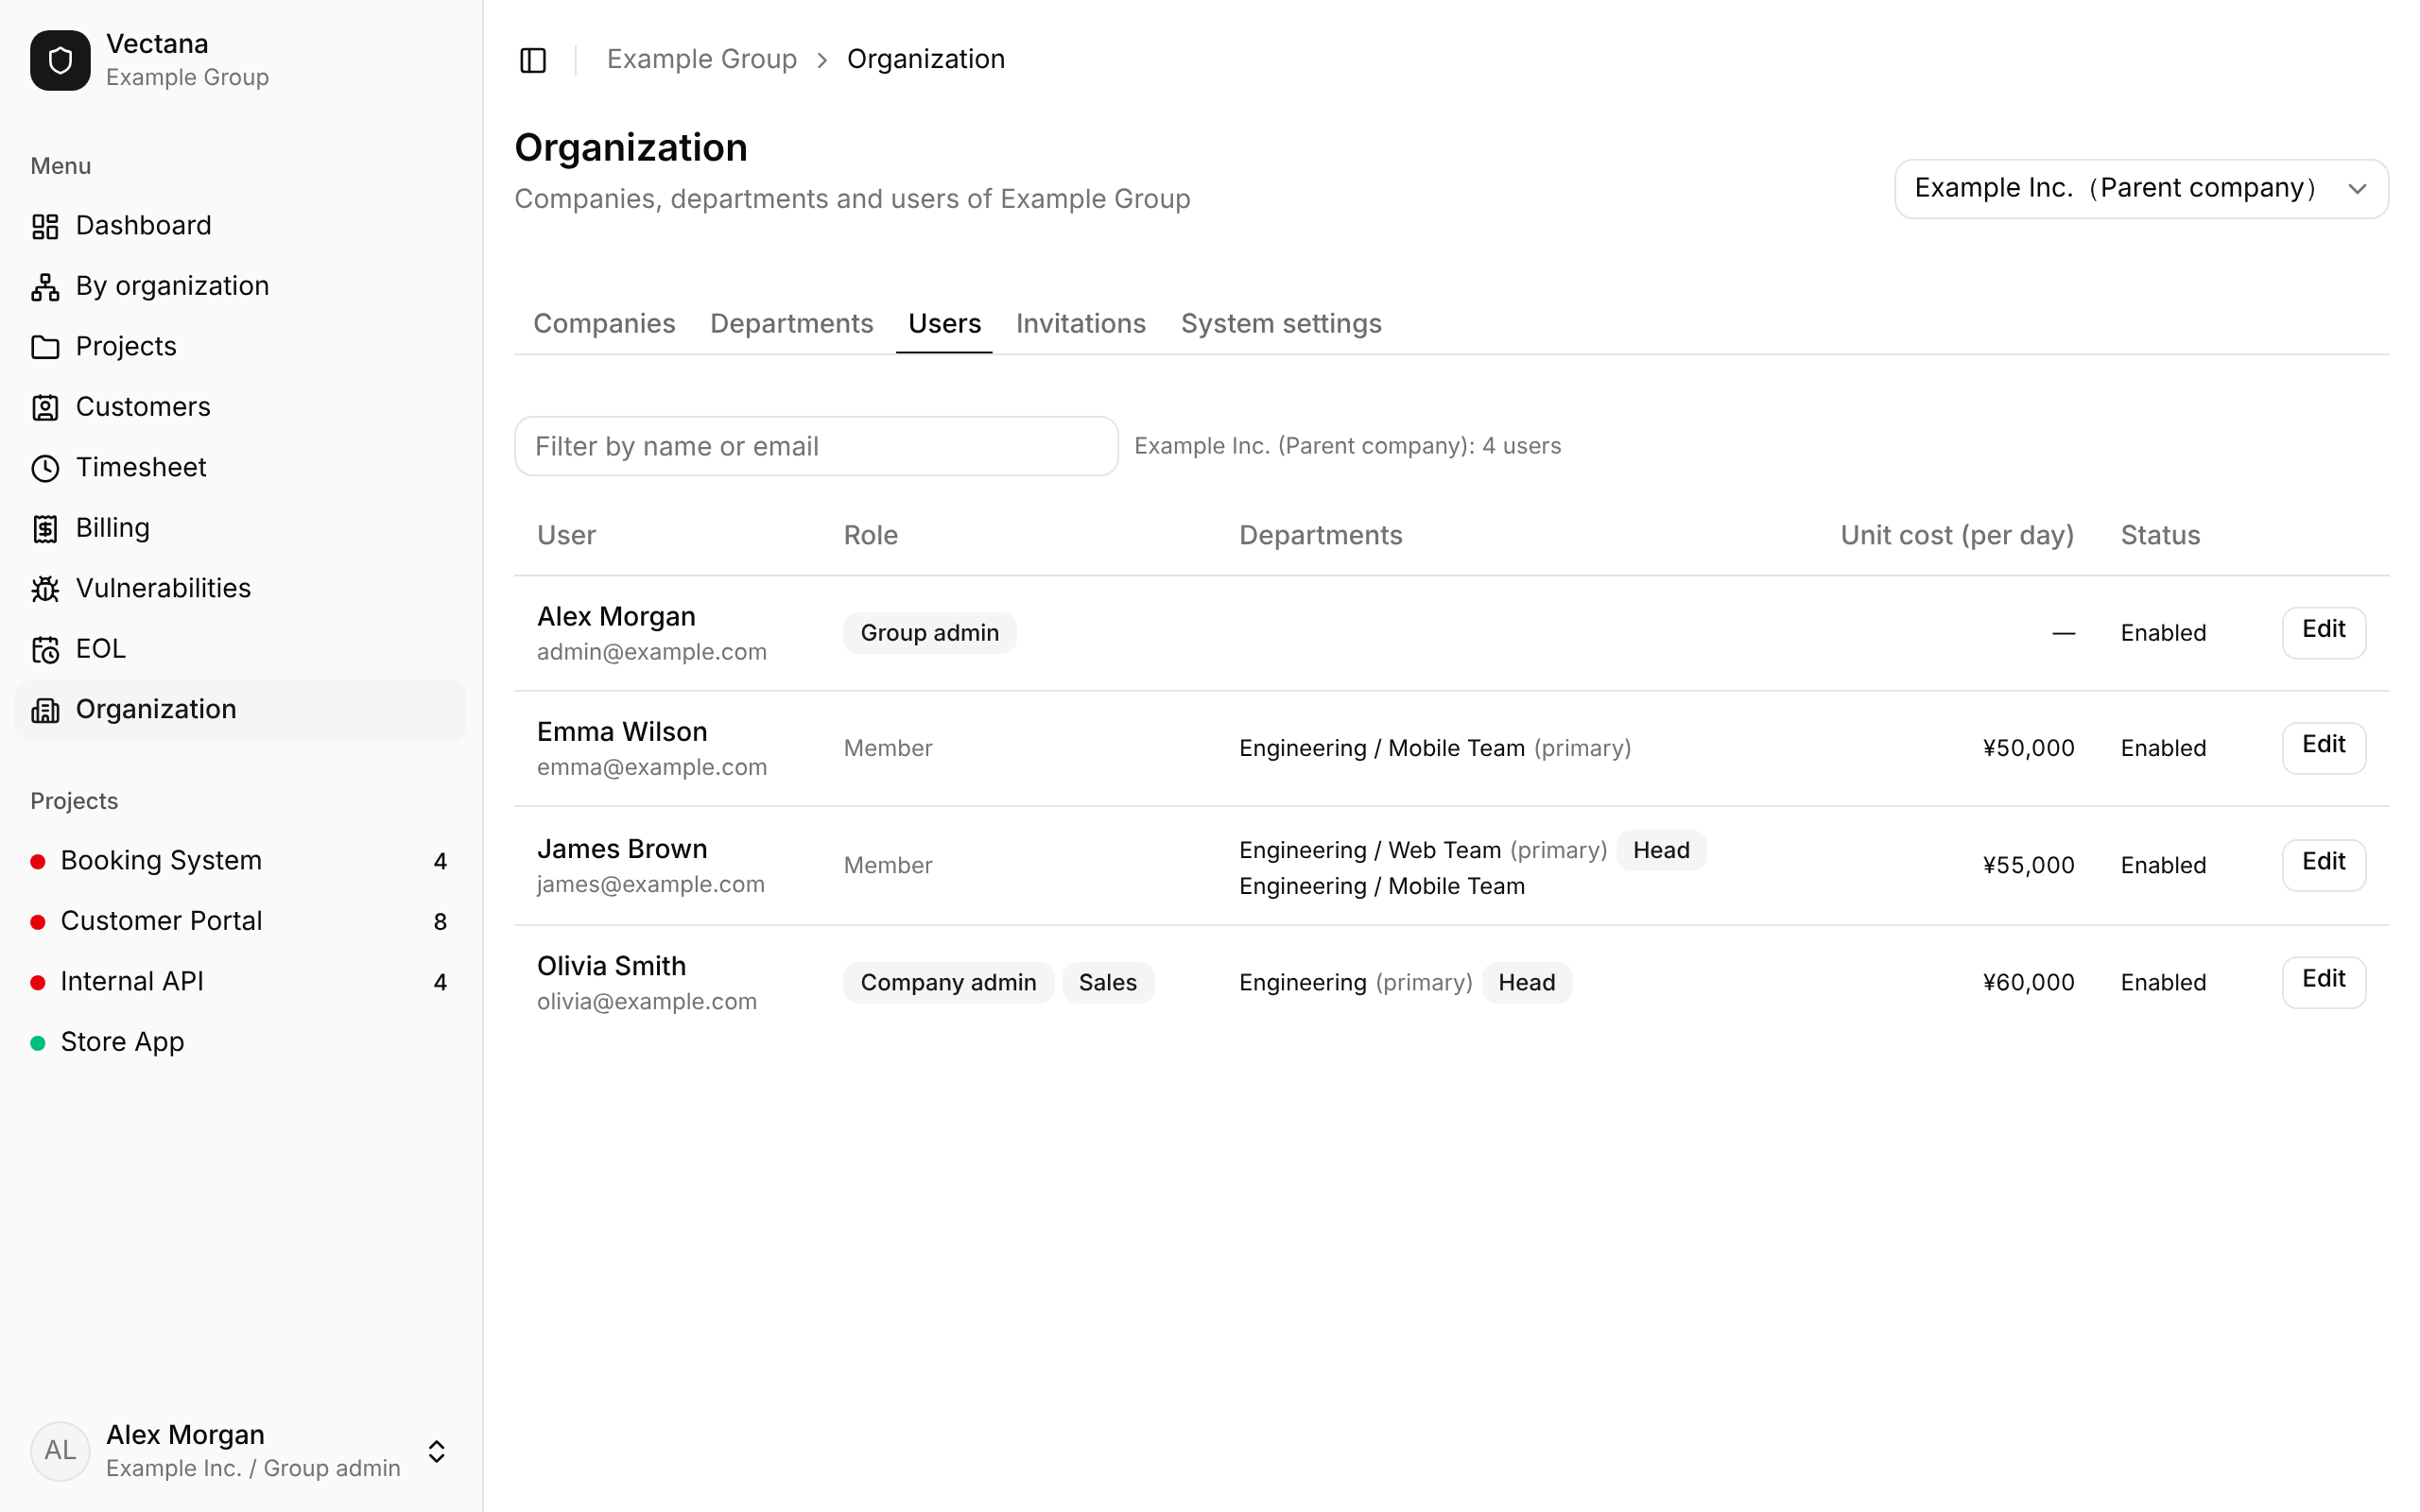 Vectana
Example Group
Menu
Dashboard
By organization
Projects
Customers
Timesheet
Billing
Vulnerabilities
EOL
Organization
Projects
Booking System 4
Customer Portal 8
Internal API 4
Store App
AL
Alex Morgan
Example Inc. / Group admin
Example Group > Organization
Organization
Companies, departments and users of Example Group
Example Inc.（Parent company）
Companies Departments Users Invitations System settings
Filter by name or email
Example Inc. (Parent company): 4 users
User Role Departments Unit cost (per day) Status
Alex Morgan
admin@example.com
Group admin — Enabled Edit
Emma Wilson
emma@example.com
Member Engineering / Mobile Team (primary) ¥50,000 Enabled Edit
James Brown
james@example.com
Member
Engineering / Web Team (primary) Head
Engineering / Mobile Team
¥55,000 Enabled Edit
Olivia Smith
olivia@example.com
Company admin Sales Engineering (primary) Head ¥60,000 Enabled Edit